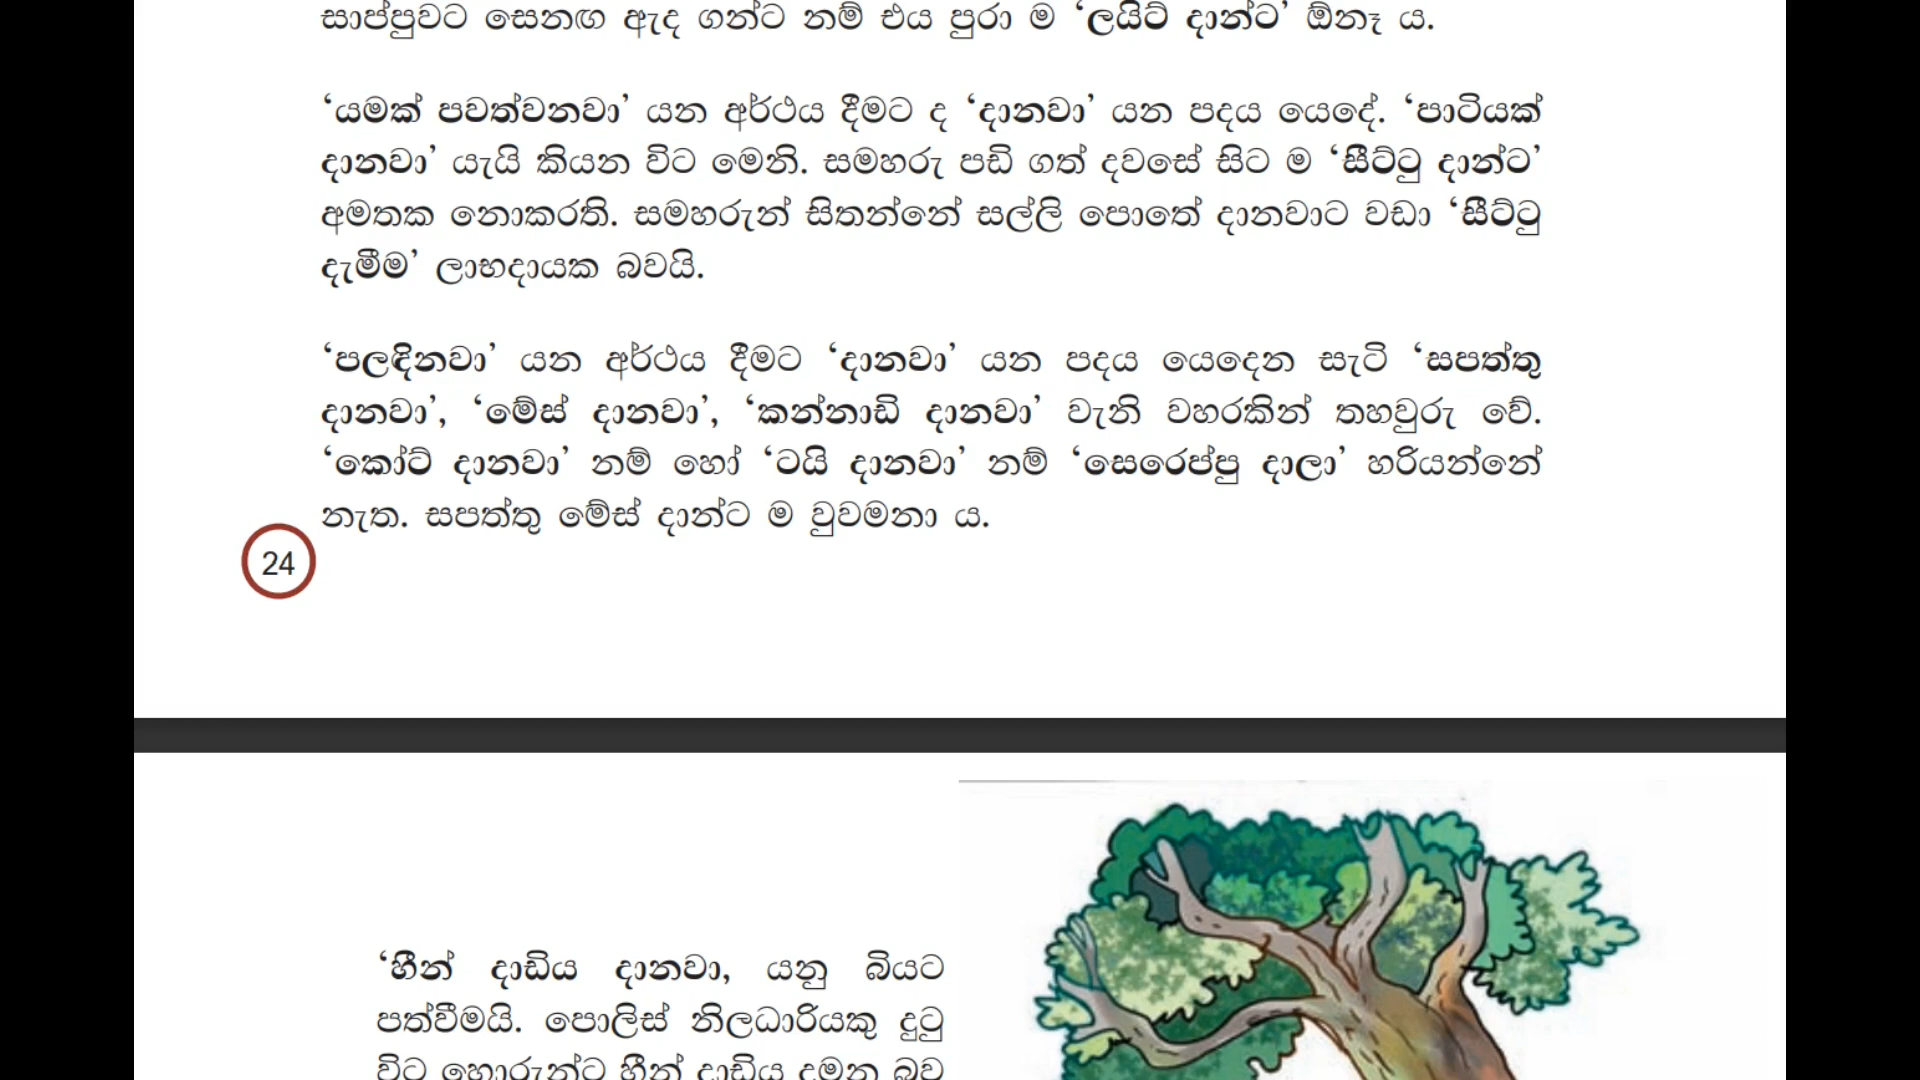 සාප්පුවට සෙනඟ ඇද ගන්ට නම් එය පුරා ම ‘ලයිට් දාන්ට’ ඕනෑ ය.
‘යමක් පවත්වනවා’ යන අර්ථය දීමට ද ‘දානවා’ යන පදය යෙදේ. ‘පාටියක්
දානවා’ යැයි කියන විට මෙනි. සමහරු පඩි ගත් දවසේ සිට ම ‘සීට්ටු දාන්ට’
අමතක නොකරති. සමහරුන් සිතන්නේ සල්ලි පොතේ දානවාට වඩා ‘සීට්ටු
දැමීම’ ලාභදායක බවයි.
‘පලඳිනවා’ යන අර්ථය දීමට ‘දානවා’ යන පදය යෙදෙන සැටි ‘සපත්තු
දානවා’, ‘මේස් දානවා’, ‘කන්නාඩි දානවා’ වැනි වහරකින් තහවුරු වේ.
‘කෝට් දානවා’ නම් හෝ ‘ටයි දානවා’ නම් ‘සෙරෙප්පු දාලා’ හරියන්නේ
නැත. සපත්තු මේස් දාන්ට ම වුවමනා ය.
24
‘හීන් දාඩිය දානවා, යනු බියට
පත්වීමයි. පොලිස් නිලධාරියකු දුටු
විට හොරුන්ට හීන් දාඩිය දමන බව